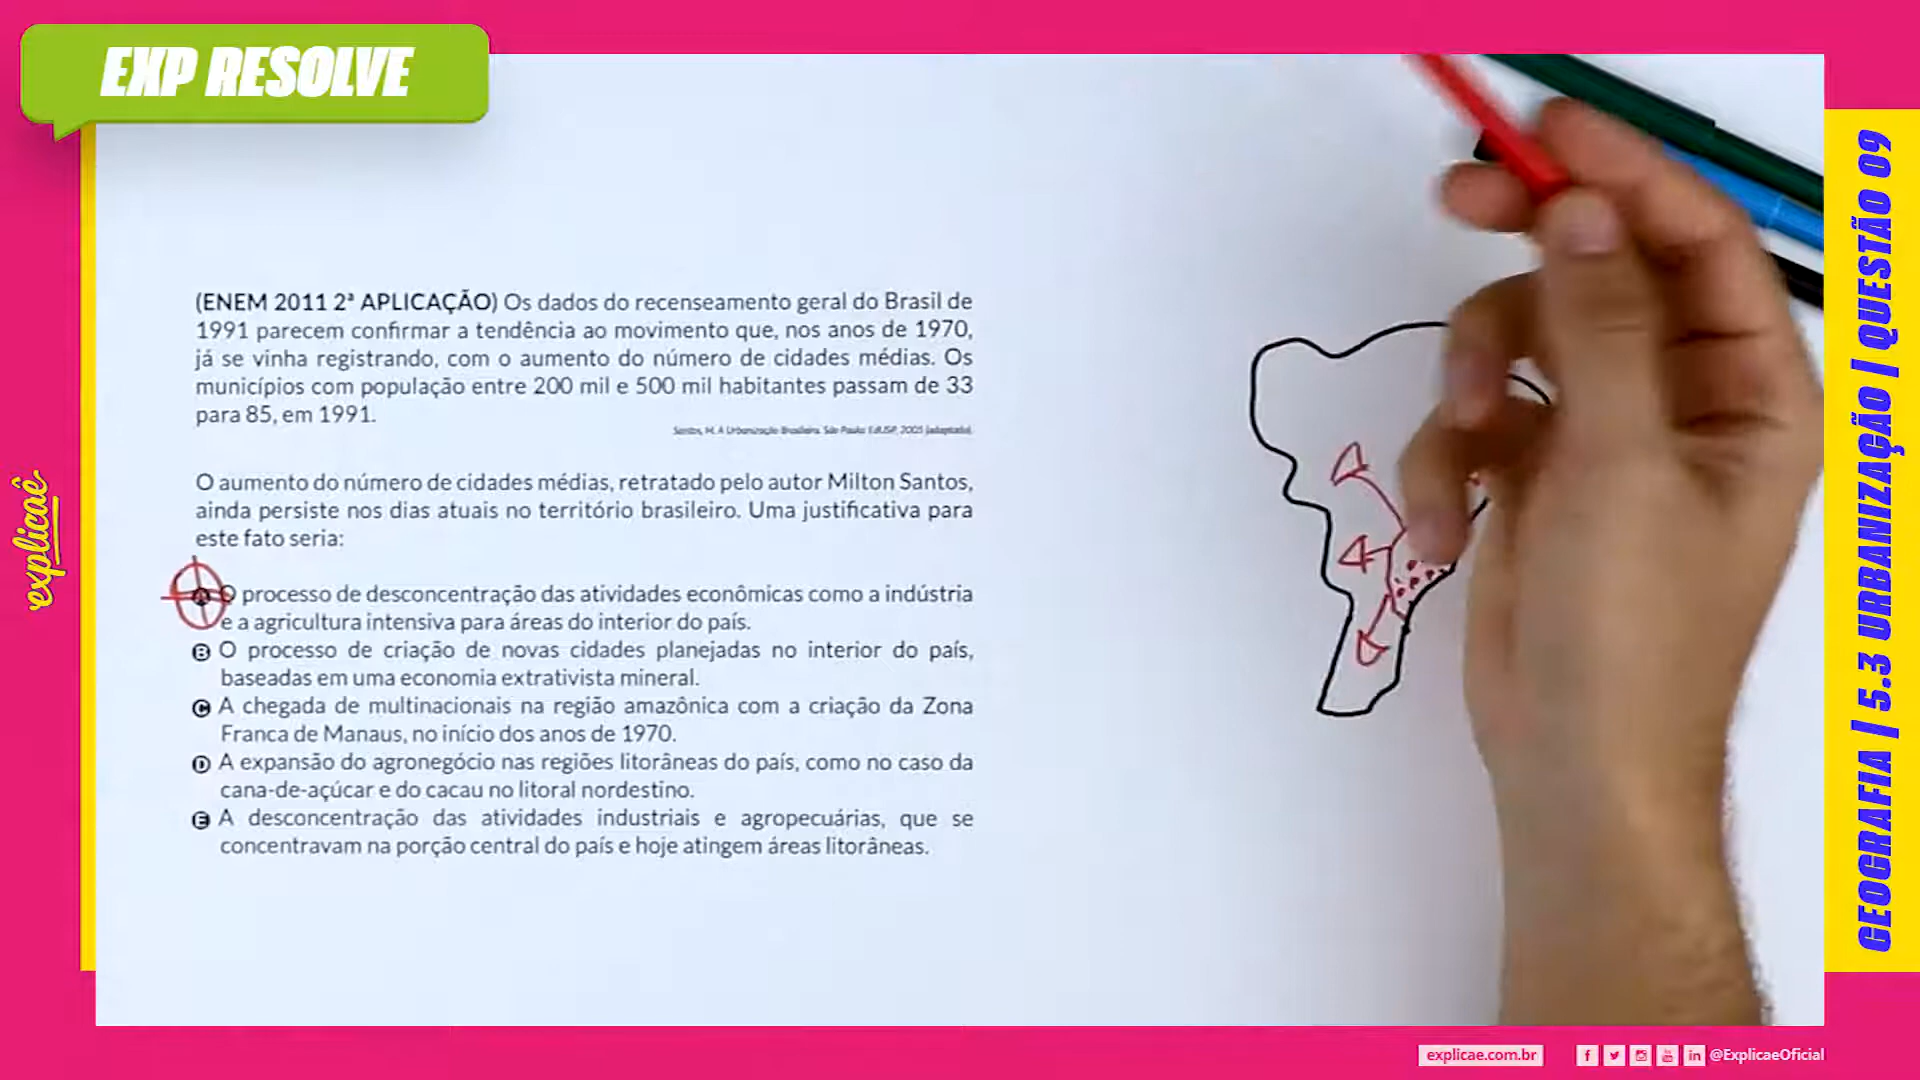 EXP RESOLVE
(ENEM 2011 2ª APLICAÇÃO) Os dados do recenseamento geral do Brasil de
1991 parecem confirmar a tendência ao movimento que, nos anos de 1970,
já se vinha registrando, com o aumento do número de cidades médias. Os
municípios com população entre 200 mil e 500 mil habitantes passam de 33
para 85, em 1991.
Santos, M. A Urbanização Brasileira. São Paulo: EdUSP, 2005 (adaptado).
O aumento do número de cidades médias, retratado pelo autor Milton Santos,
ainda persiste nos dias atuais no território brasileiro. Uma justificativa para
este fato seria:
A O processo de desconcentração das atividades econômicas como a indústria
e a agricultura intensiva para áreas do interior do país.
B O processo de criação de novas cidades planejadas no interior do país,
baseadas em uma economia extrativista mineral.
C A chegada de multinacionais na região amazônica com a criação da Zona
Franca de Manaus, no início dos anos de 1970.
D A expansão do agronegócio nas regiões litorâneas do país, como no caso da
cana-de-açúcar e do cacau no litoral nordestino.
E A desconcentração das atividades industriais e agropecuárias, que se
concentravam na porção central do país e hoje atingem áreas litorâneas.
explicaê
GEOGRAFIA | 5.3 URBANIZAÇÃO | QUESTÃO 09
explicae.com.br
@ExplicaeOficial